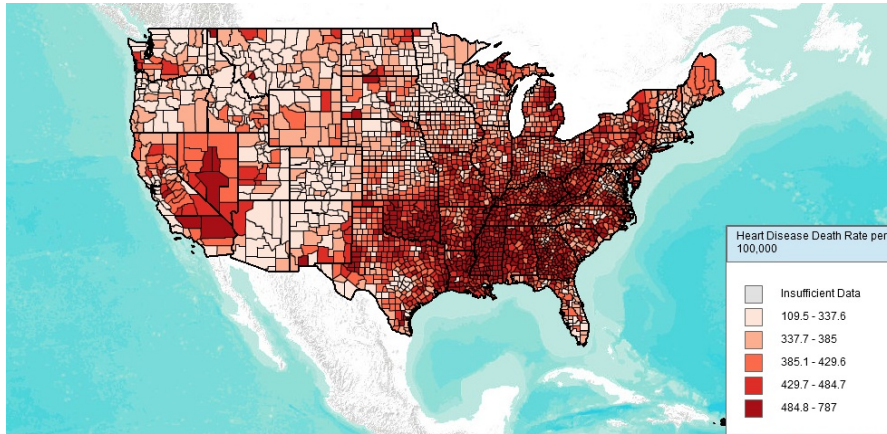 Heart Disease Death Rate per
100,000
Insufficient Data
109.5 - 337.6
337.7 - 385
385.1 - 429.6
429.7 - 484.7
484.8 - 787